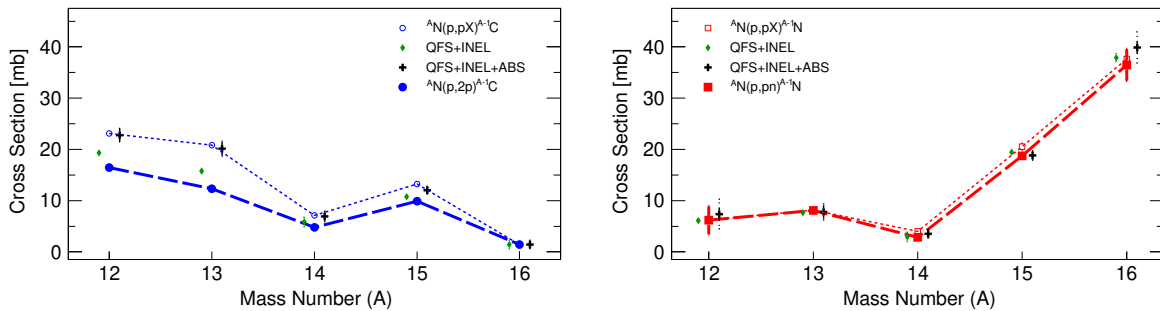 Cross Section [mb]
40
30
20
10
0
ᴬN(p,pX)ᴬ⁻¹C
QFS+INEL
QFS+INEL+ABS
ᴬN(p,2p)ᴬ⁻¹C
12 13 14 15 16
Mass Number (A)
Cross Section [mb]
40
30
20
10
0
ᴬN(p,pX)ᴬ⁻¹N
QFS+INEL
QFS+INEL+ABS
ᴬN(p,pn)ᴬ⁻¹N
12 13 14 15 16
Mass Number (A)